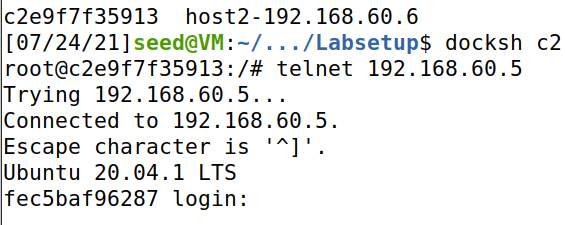 c2e9f7f35913  host2-192.168.60.6
[07/24/21]seed@VM:~/.../Labsetup$ docksh c2
root@c2e9f7f35913:/# telnet 192.168.60.5
Trying 192.168.60.5...
Connected to 192.168.60.5.
Escape character is '^]'.
Ubuntu 20.04.1 LTS
fec5baf96287 login: